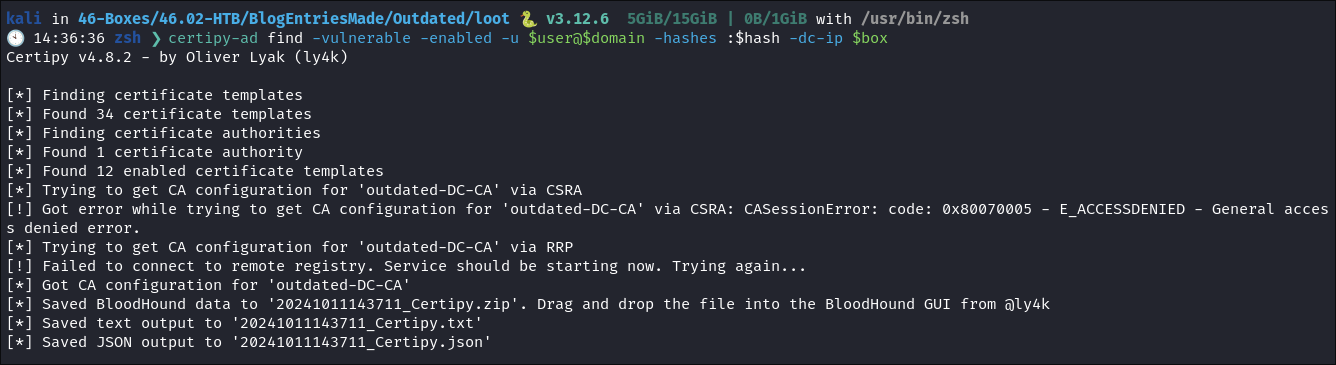 kali in 46-Boxes/46.02-HTB/BlogEntriesMade/Outdated/loot 🐍 v3.12.6  5GiB/15GiB | 0B/1GiB with /usr/bin/zsh
🕙 14:36:36 zsh ❯ certipy-ad find -vulnerable -enabled -u $user@$domain -hashes :$hash -dc-ip $box
Certipy v4.8.2 - by Oliver Lyak (ly4k)
[*] Finding certificate templates
[*] Found 34 certificate templates
[*] Finding certificate authorities
[*] Found 1 certificate authority
[*] Found 12 enabled certificate templates
[*] Trying to get CA configuration for 'outdated-DC-CA' via CSRA
[!] Got error while trying to get CA configuration for 'outdated-DC-CA' via CSRA: CASessionError: code: 0x80070005 - E_ACCESSDENIED - General acces
s denied error.
[*] Trying to get CA configuration for 'outdated-DC-CA' via RRP
[!] Failed to connect to remote registry. Service should be starting now. Trying again...
[*] Got CA configuration for 'outdated-DC-CA'
[*] Saved BloodHound data to '20241011143711_Certipy.zip'. Drag and drop the file into the BloodHound GUI from @ly4k
[*] Saved text output to '20241011143711_Certipy.txt'
[*] Saved JSON output to '20241011143711_Certipy.json'